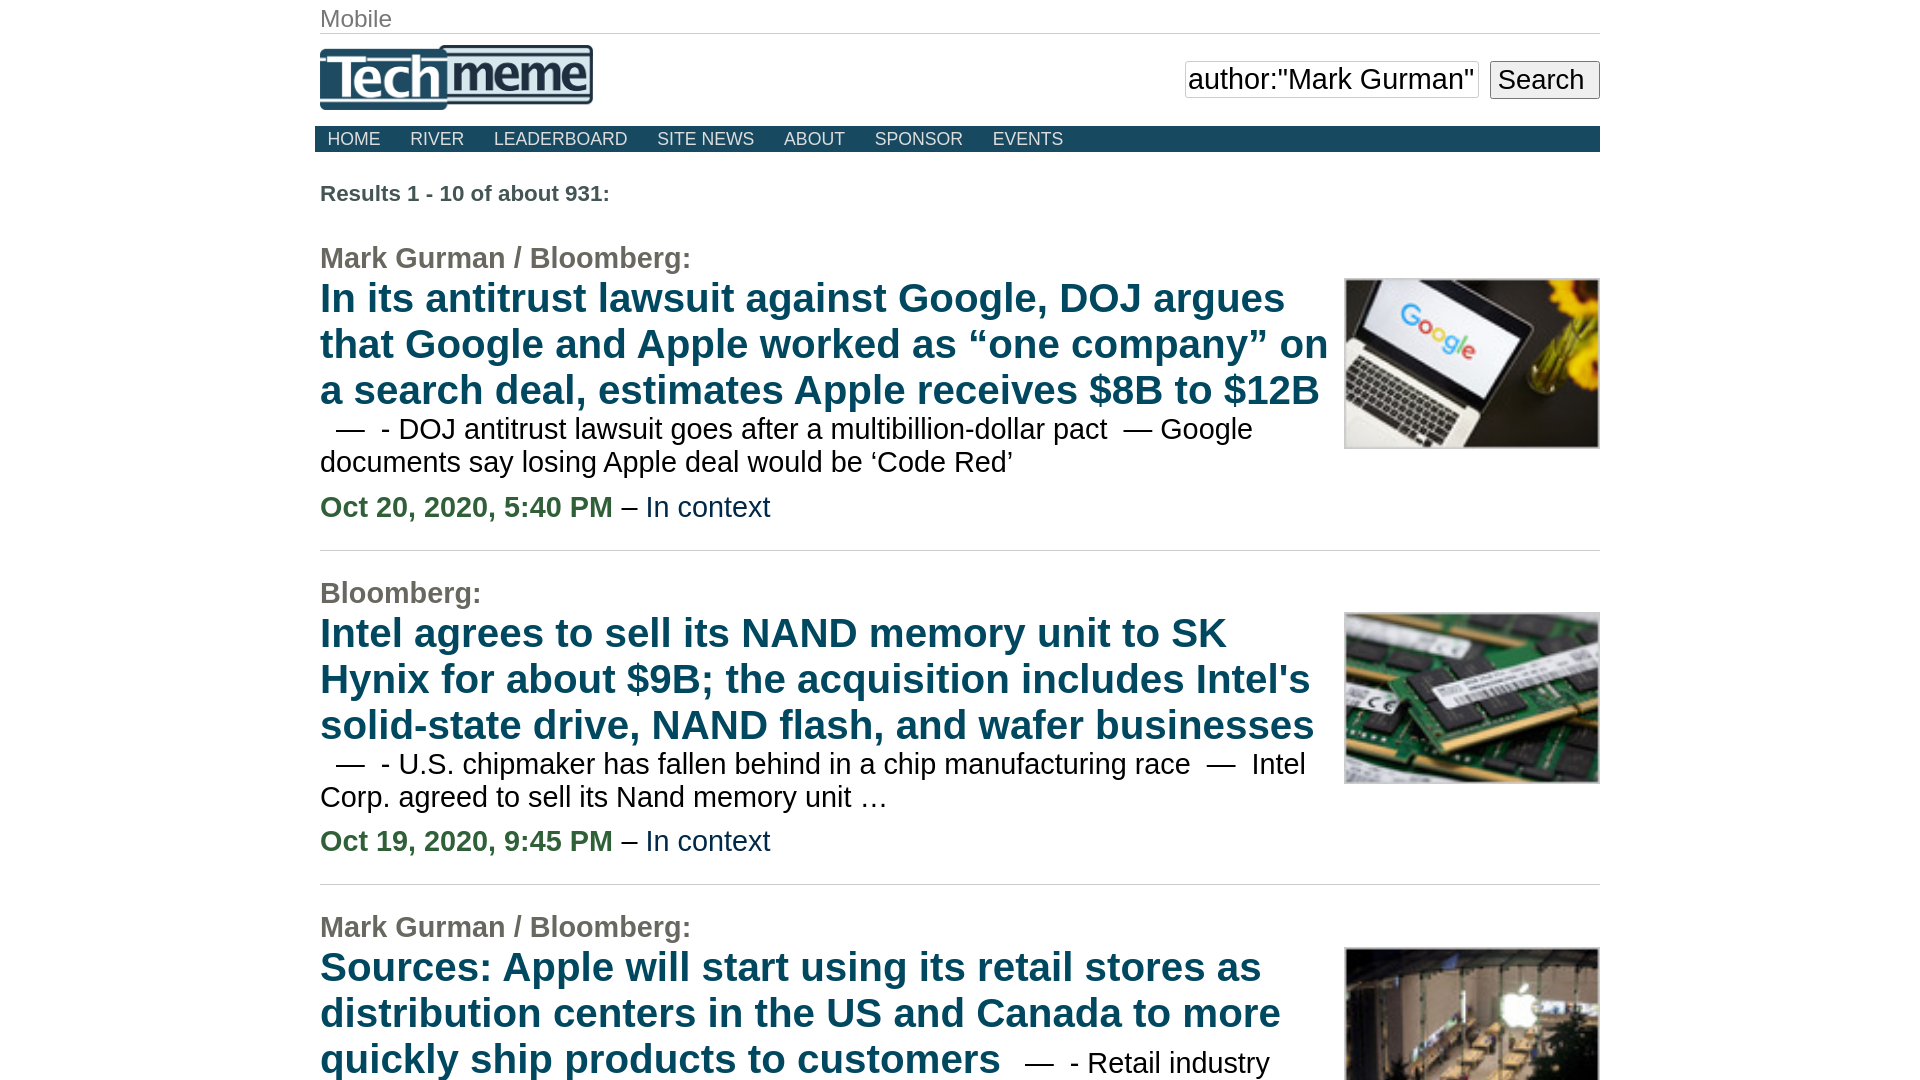 Mobile
Techmeme
author:"Mark Gurman"
Search
HOME RIVER LEADERBOARD SITE NEWS ABOUT SPONSOR EVENTS
Results 1 - 10 of about 931:
Mark Gurman / Bloomberg:
In its antitrust lawsuit against Google, DOJ argues
that Google and Apple worked as “one company” on
a search deal, estimates Apple receives $8B to $12B
— - DOJ antitrust lawsuit goes after a multibillion-dollar pact — Google
documents say losing Apple deal would be ‘Code Red’
Oct 20, 2020, 5:40 PM – In context
Google
Bloomberg:
Intel agrees to sell its NAND memory unit to SK
Hynix for about $9B; the acquisition includes Intel's
solid-state drive, NAND flash, and wafer businesses
— - U.S. chipmaker has fallen behind in a chip manufacturing race — Intel
Corp. agreed to sell its Nand memory unit …
Oct 19, 2020, 9:45 PM – In context
Mark Gurman / Bloomberg:
Sources: Apple will start using its retail stores as
distribution centers in the US and Canada to more
quickly ship products to customers — - Retail industry